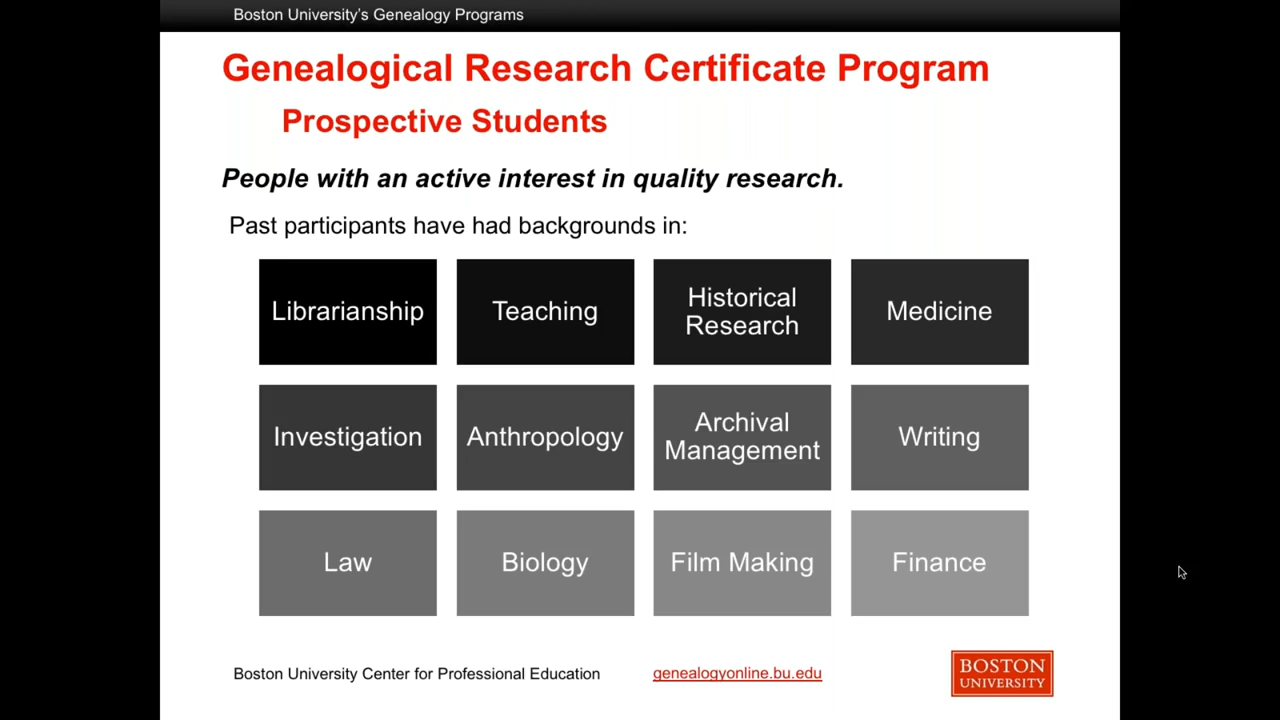 Boston University’s Genealogy Programs
Genealogical Research Certificate Program
Prospective Students
People with an active interest in quality research.
Past participants have had backgrounds in:
Librarianship
Teaching
Historical
Research
Medicine
Investigation
Anthropology
Archival
Management
Writing
Law
Biology
Film Making
Finance
Boston University Center for Professional Education
genealogyonline.bu.edu
BOSTON
UNIVERSITY